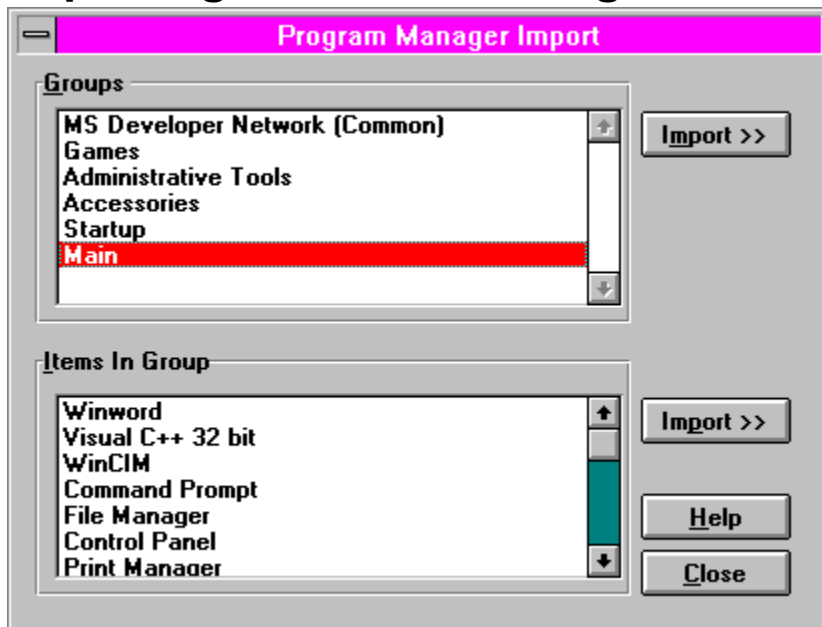 Program Manager Import
Groups
MS Developer Network (Common)
Games
Administrative Tools
Accessories
Startup
Main
Import >>
Items In Group
Winword
Visual C++ 32 bit
WinCIM
Command Prompt
File Manager
Control Panel
Print Manager
Import >>
Help
Close